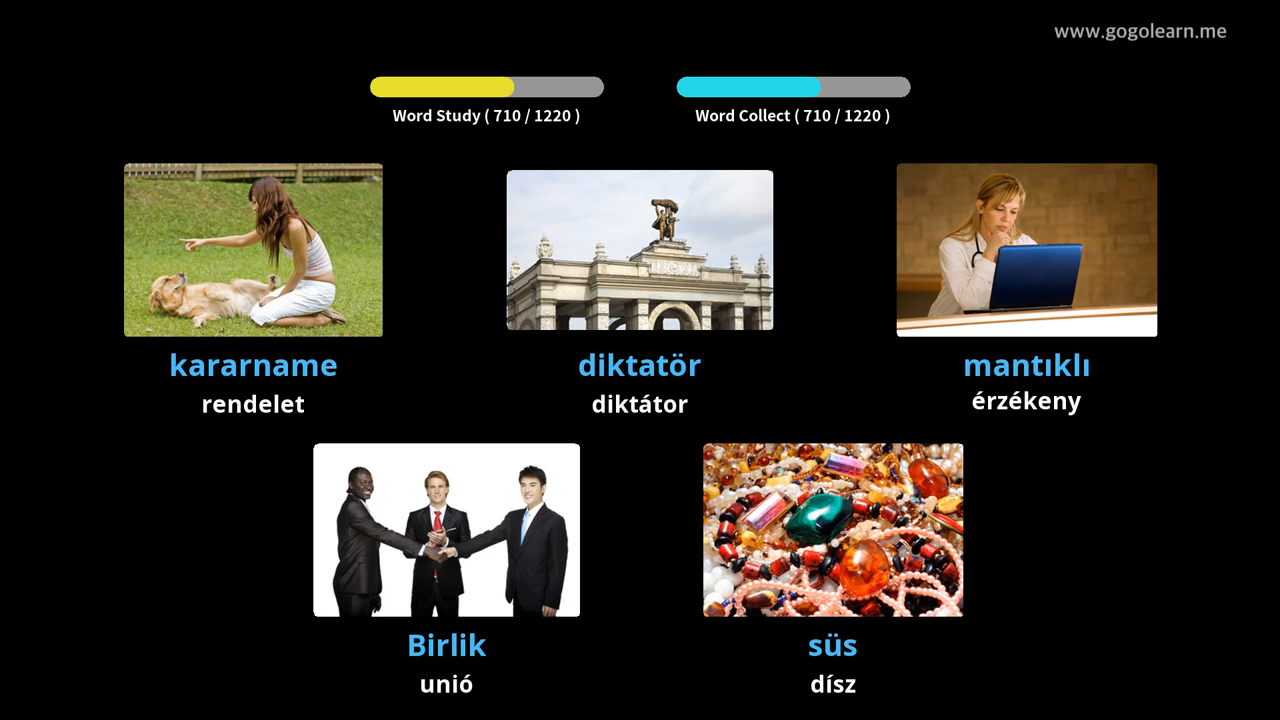 www.gogolearn.me
Word Study ( 710 / 1220 )
Word Collect ( 710 / 1220 )
kararname
rendelet
diktatör
diktátor
mantıklı
érzékeny
Birlik
unió
süs
dísz